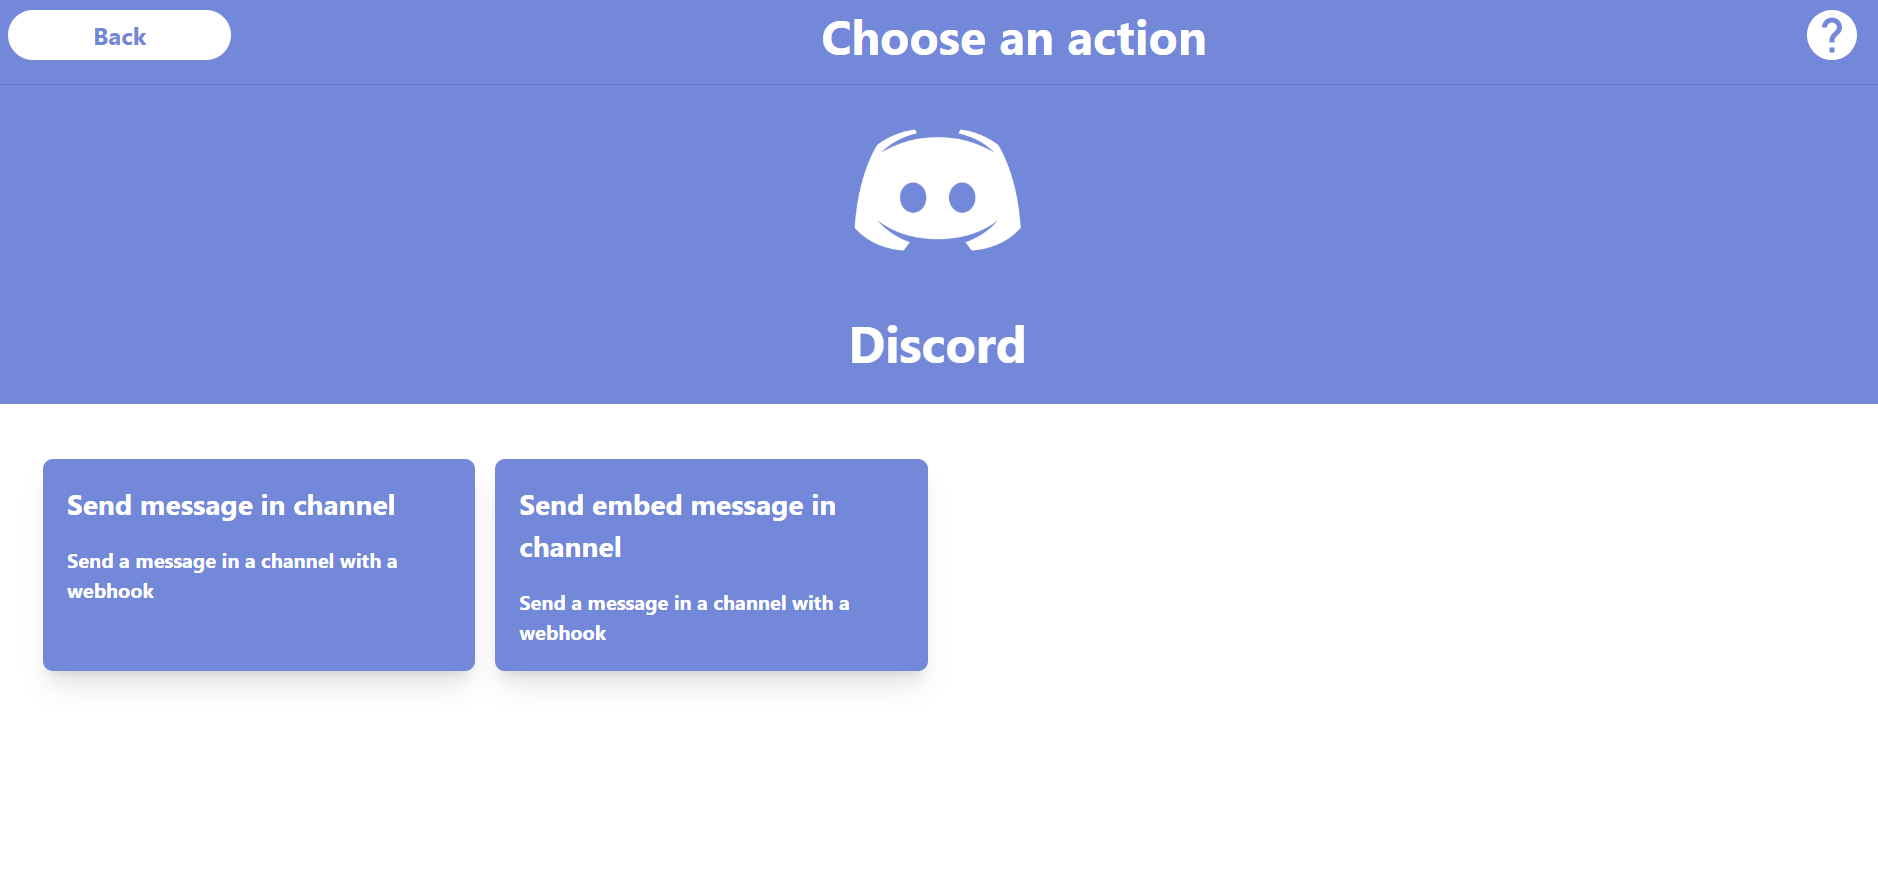 Back
Choose an action
?
Discord
Send message in channel
Send a message in a channel with a
webhook
Send embed message in
channel
Send a message in a channel with a
webhook